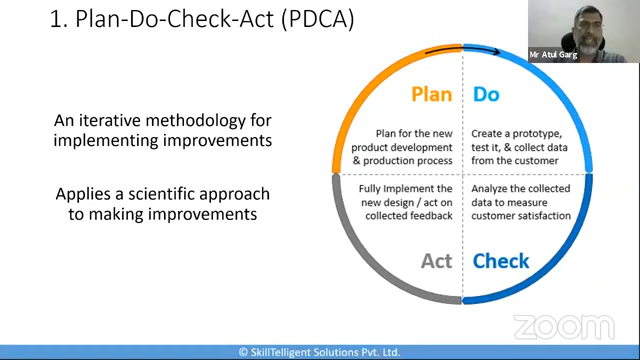 1. Plan-Do-Check-Act (PDCA)
Mr Atul Garg
An iterative methodology for
implementing improvements
Applies a scientific approach
to making improvements
Plan
Plan for the new
product development
& production process
Do
Create a prototype,
test it, & collect data
from the customer
Fully Implement the
new design / act on
collected feedback
Act
Analyze the collected
data to measure
customer satisfaction
Check
zoom
© SkillTelligent Solutions Pvt. Ltd.